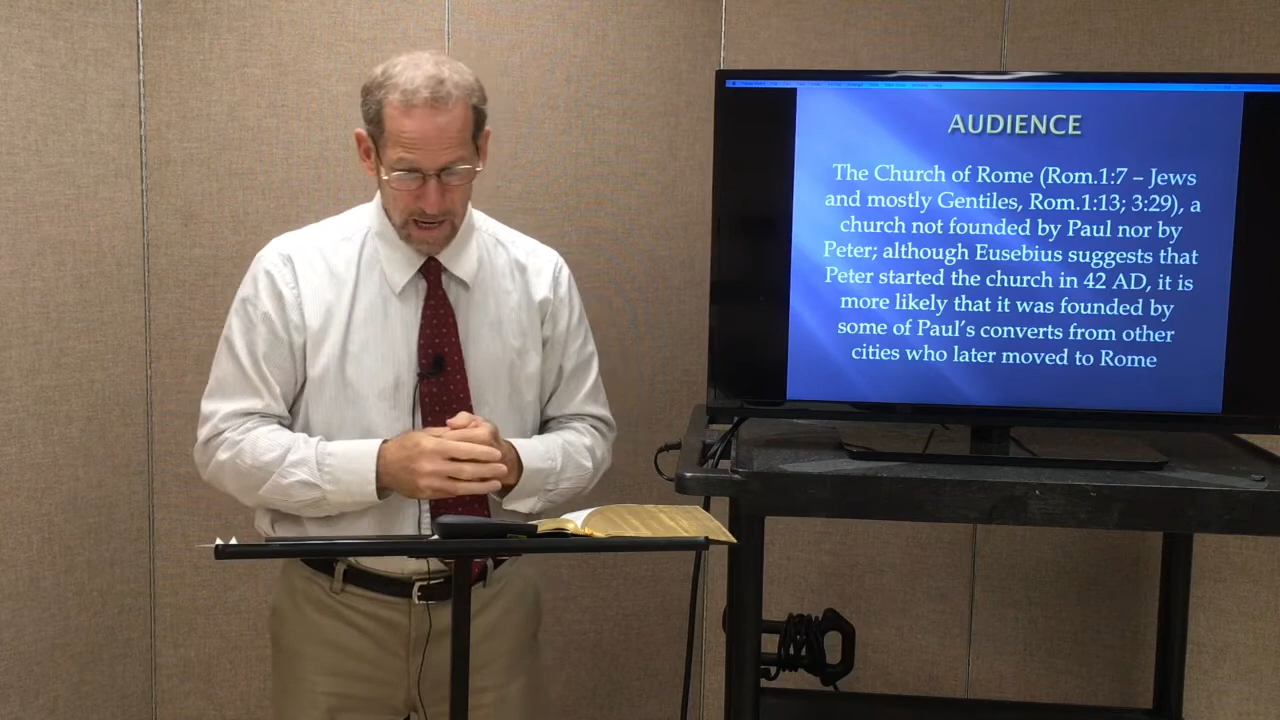 AUDIENCE
The Church of Rome (Rom.1:7 – Jews
and mostly Gentiles, Rom.1:13; 3:29), a
church not founded by Paul nor by
Peter; although Eusebius suggests that
Peter started the church in 42 AD, it is
more likely that it was founded by
some of Paul's converts from other
cities who later moved to Rome